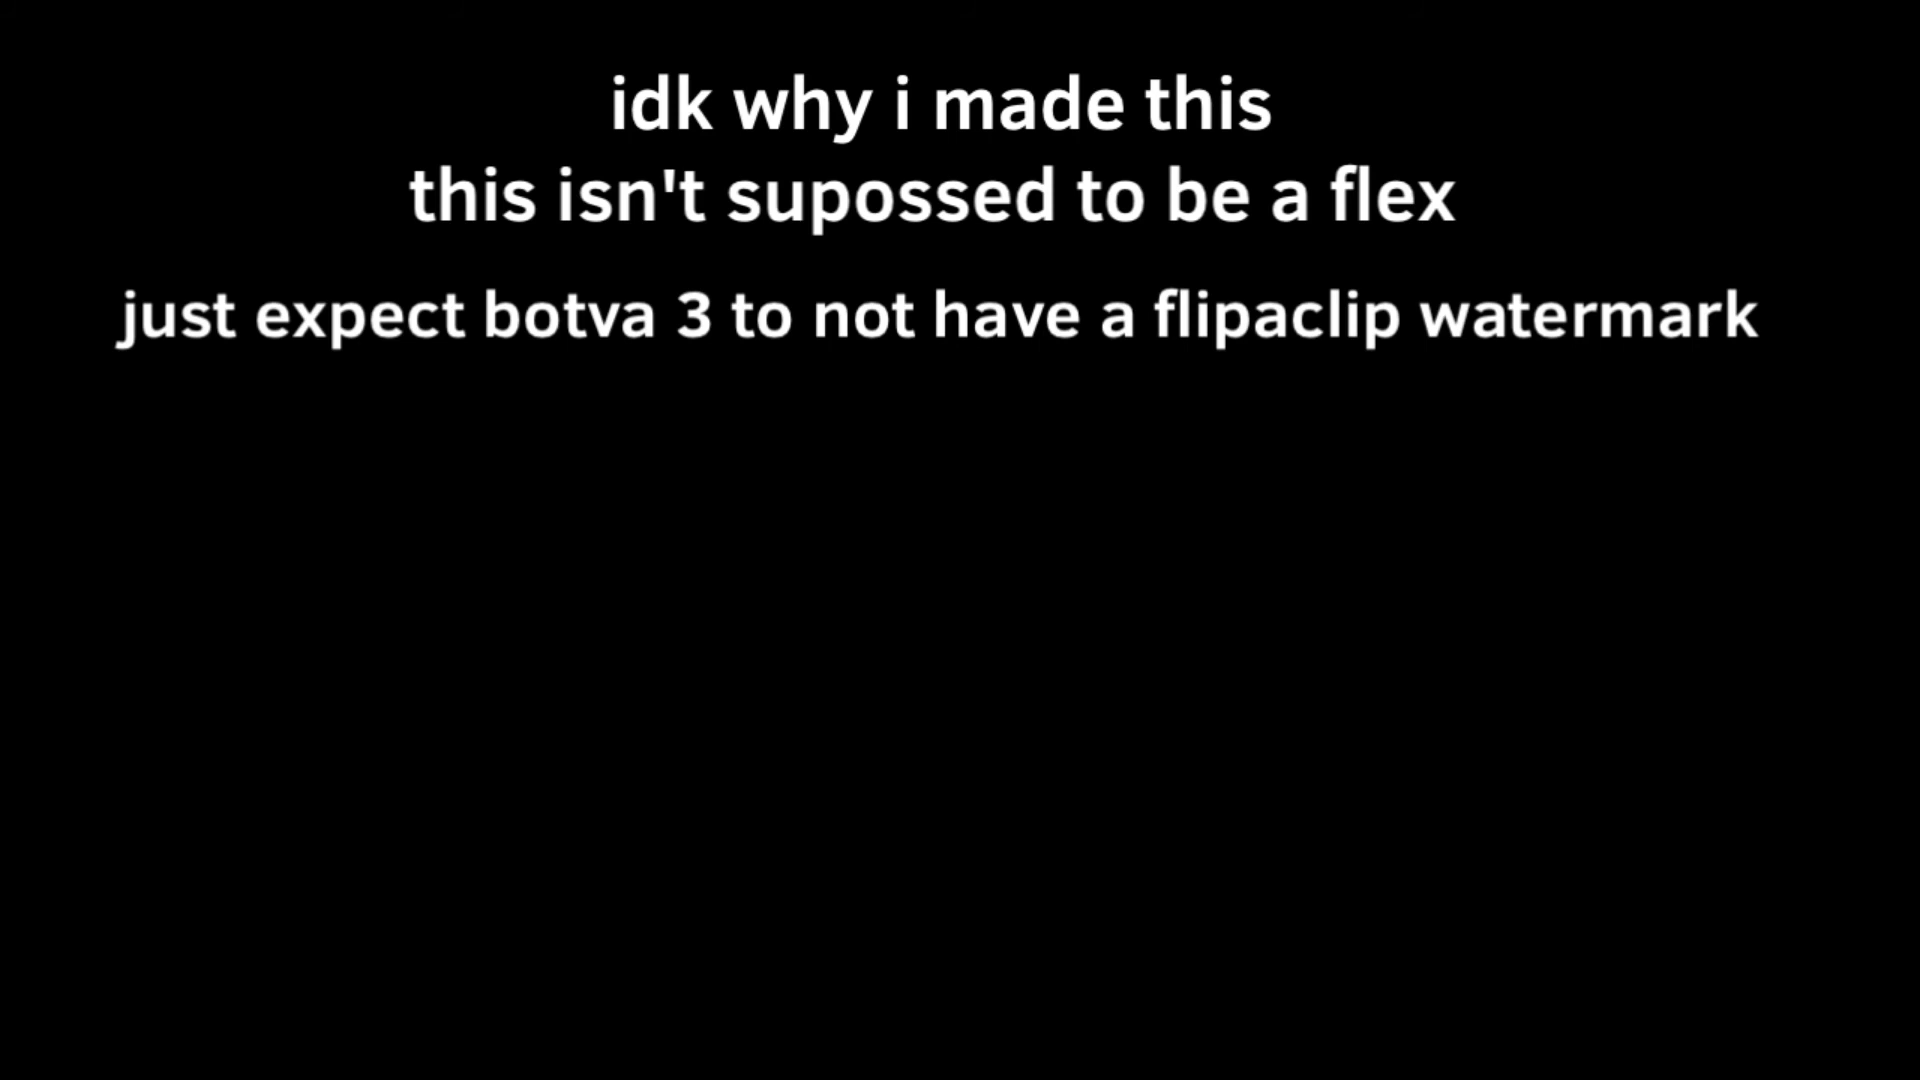 idk why i made this
this isn't supossed to be a flex
just expect botva 3 to not have a flipaclip watermark